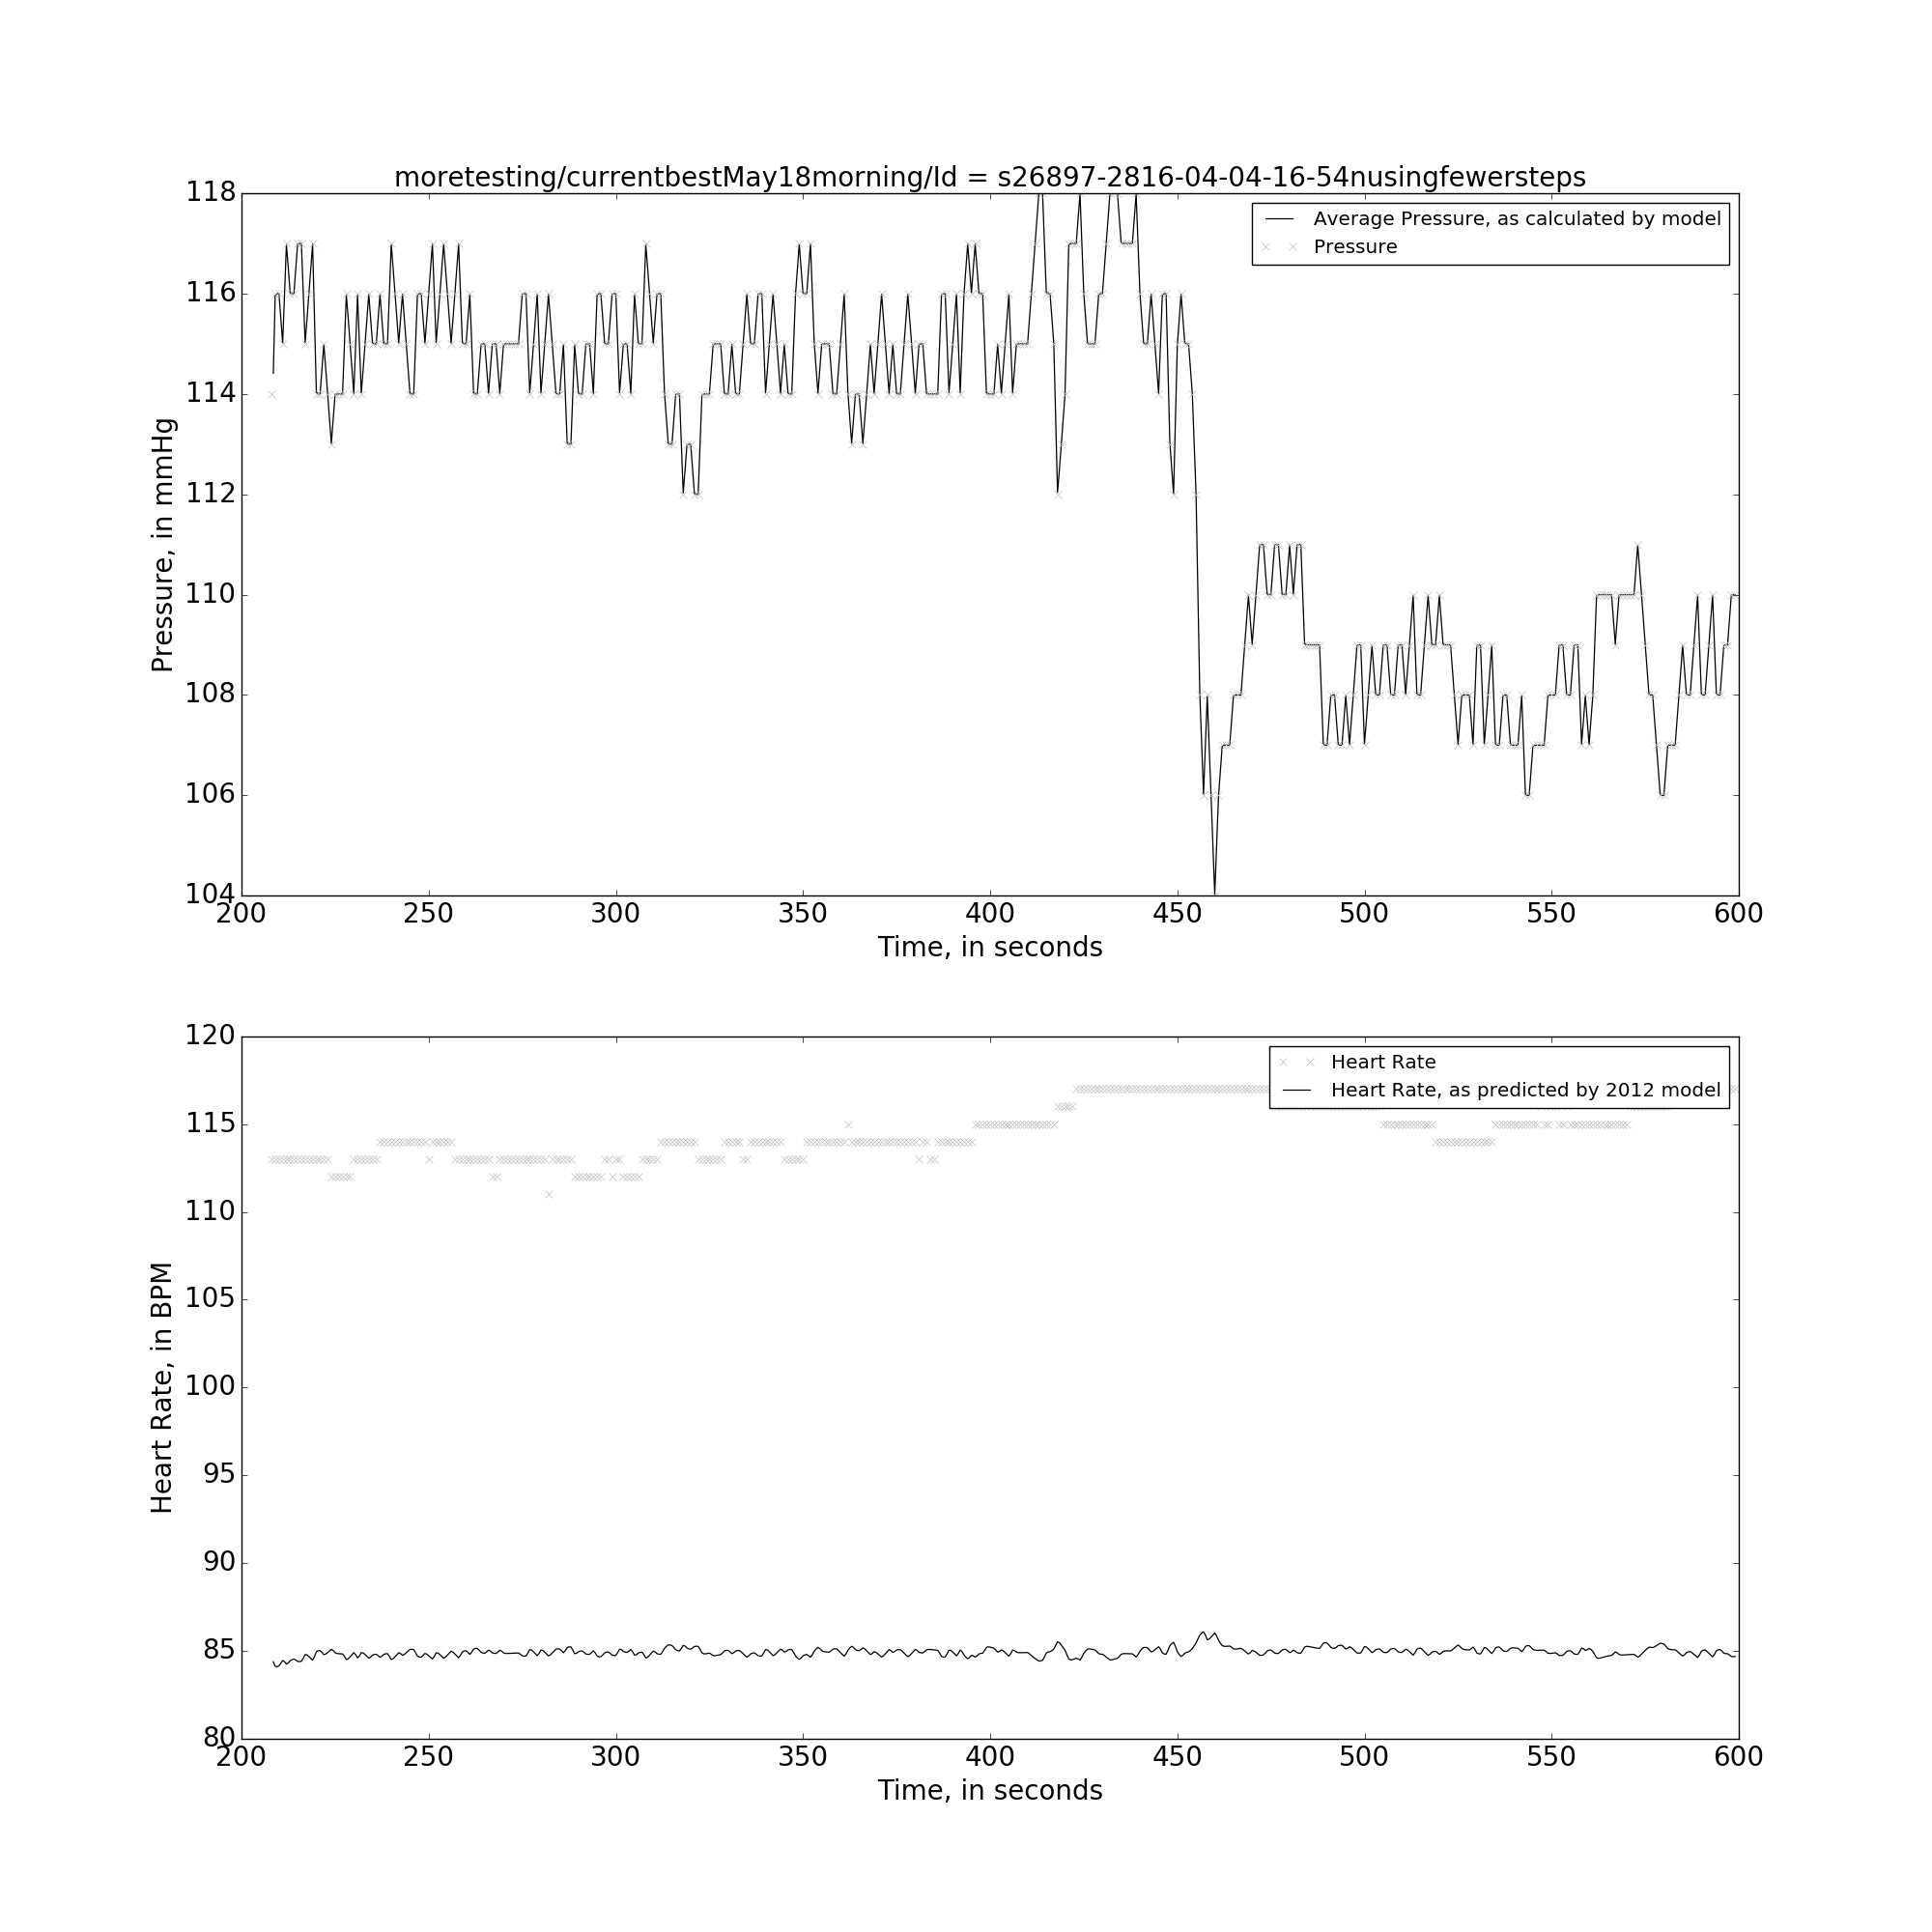 moretesting/currentbestMay18morning/Id = s26897-2816-04-04-16-54nusingfewersteps
118
116
114
112
110
108
106
104
Pressure, in mmHg
Average Pressure, as calculated by model
Pressure
200 250 300 350 400 450 500 550 600
Time, in seconds
120
115
110
105
100
95
90
85
80
Heart Rate, in BPM
Heart Rate
Heart Rate, as predicted by 2012 model
200 250 300 350 400 450 500 550 600
Time, in seconds